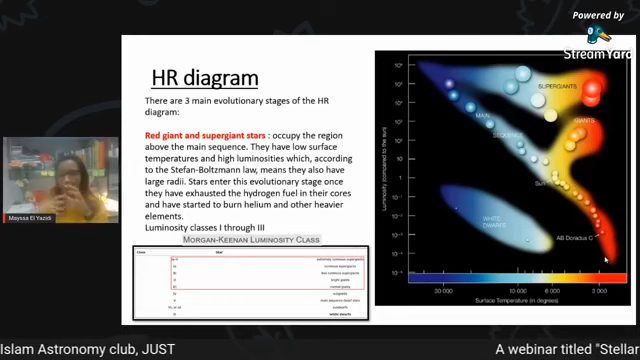 Powered by
StreamYard
HR diagram
There are 3 main evolutionary stages of the HR
diagram:
Red giant and supergiant stars : occupy the region
above the main sequence. They have low surface
temperatures and high luminosities which, according
to the Stefan-Boltzmann law, means they also have
large radii. Stars enter this evolutionary stage once
they have exhausted the hydrogen fuel in their cores
and have started to burn helium and other heavier
elements.
Luminosity classes I through III
MORGAN-KEENAN LUMINOSITY CLASS
SUPERGIANTS
GIANTS
MAIN
SEQUENCE
Sun
WHITE
DWARFS
AB Doradus C
Luminosity (compared to the sun)
30 000
10 000
6 000
3 000
Surface Temperature (in degrees)
Mayssa El Yazidi
Islam Astronomy club, JUST
A webinar titled "Stellar